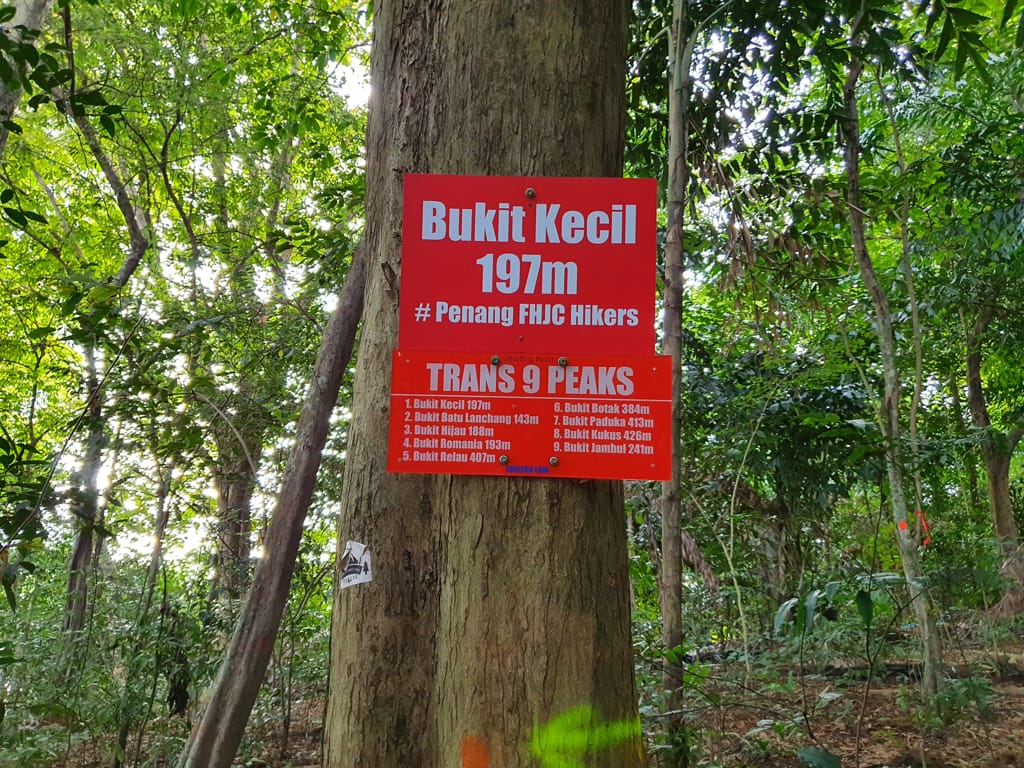 Bukit Kecil
197m
# Penang FHJC Hikers
Starting Point
TRANS 9 PEAKS
1. Bukit Kecil 197m
2. Bukit Batu Lanchang 143m
3. Bukit Hijau 188m
4. Bukit Romania 193m
5. Bukit Relau 407m
6. Bukit Botak 384m
7. Bukit Paduka 413m
8. Bukit Kukus 426m
9. Bukit Jambul 241m